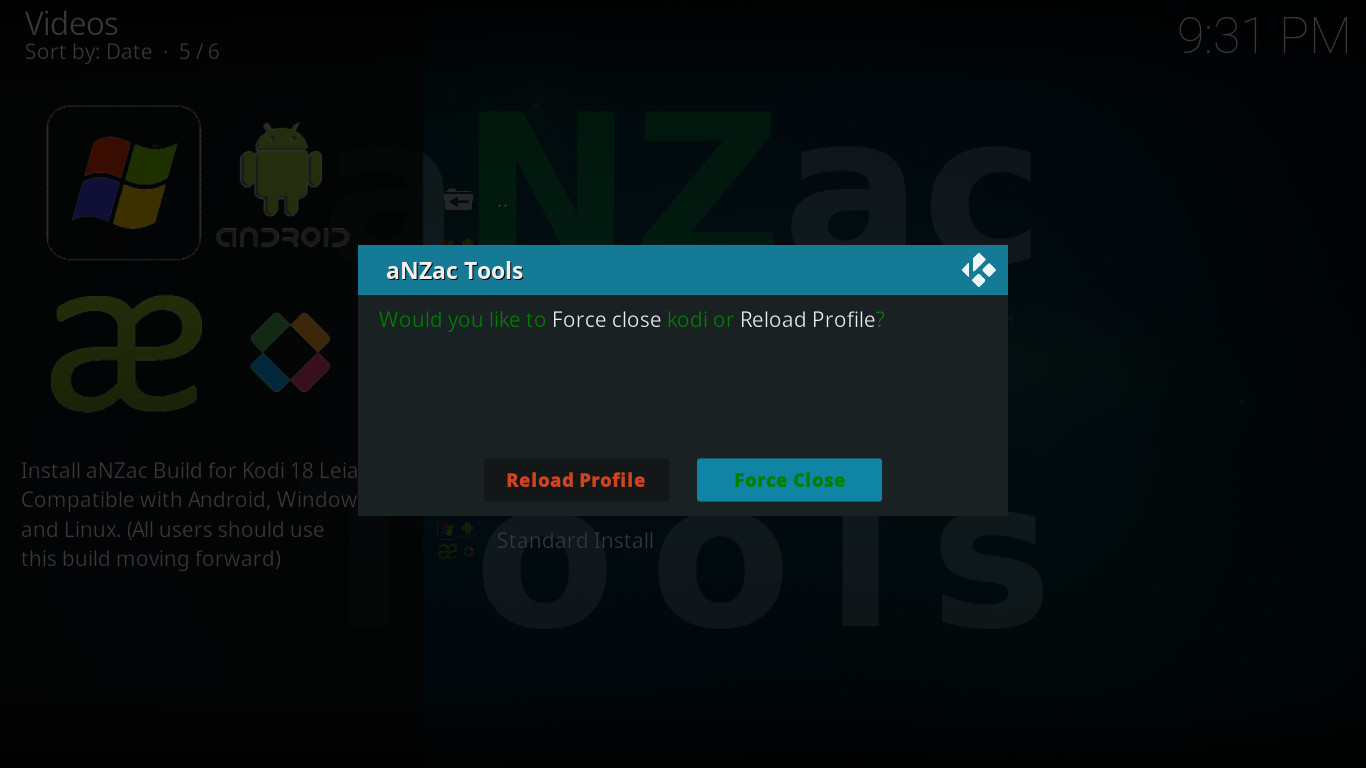 Videos
Sort by: Date · 5 / 6
9:31 PM
aNZac
ANDROID
..
aNZac Tools
Would you like to Force close kodi or Reload Profile?
Reload Profile
Force Close
æ
Install aNZac Build for Kodi 18 Leia
Compatible with Android, Window
and Linux. (All users should use
this build moving forward)
Standard Install
Tools